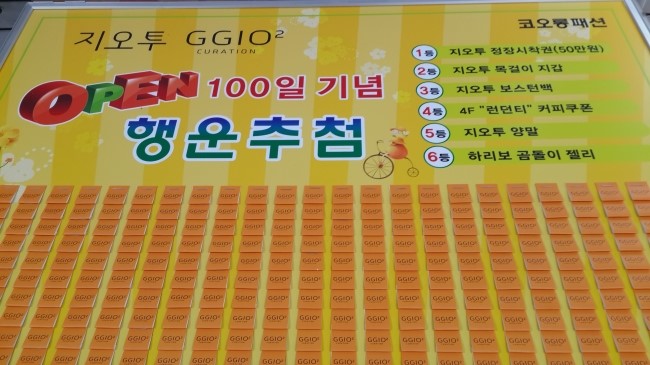 지오투 GGIO²
CURATION
코오롱패션
OPEN 100일 기념
행운추첨
1등 지오투 정장시착권(50만원)
2등 지오투 목걸이 지갑
3등 지오투 보스턴백
4등 4F "런던티" 커피쿠폰
5등 지오투 양말
6등 하리보 곰돌이 젤리
GGIO²